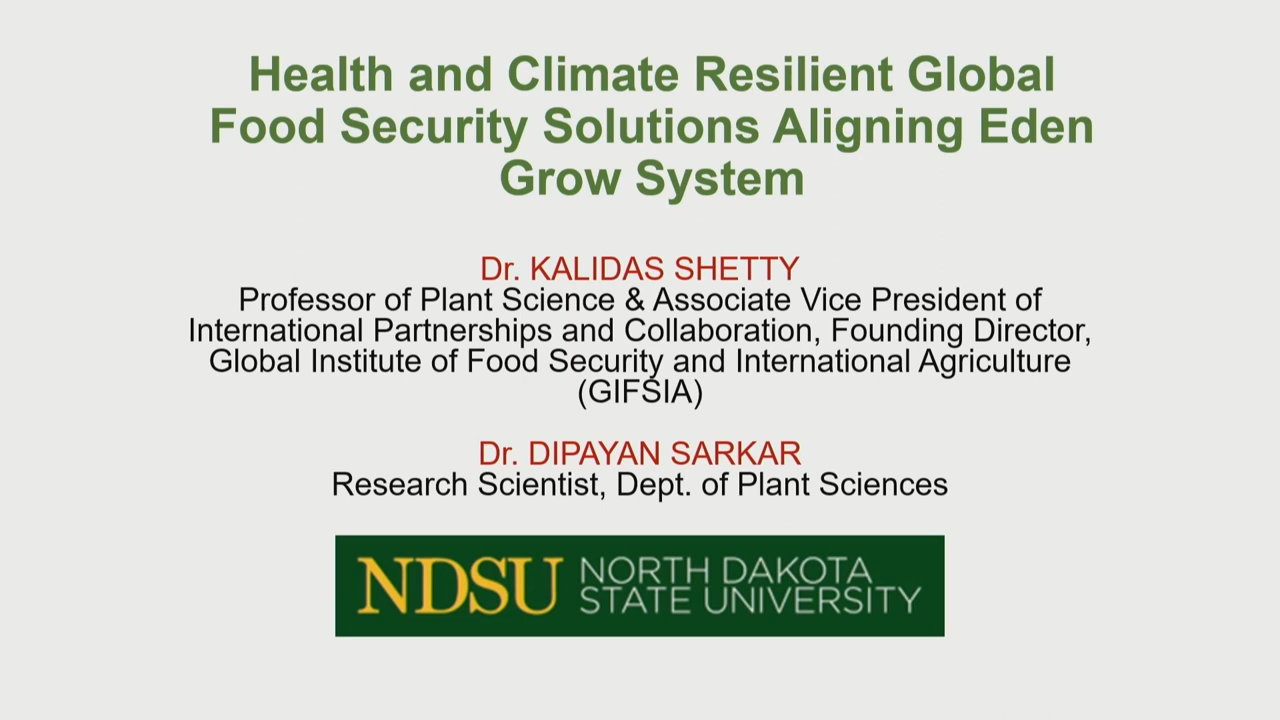 Health and Climate Resilient Global
Food Security Solutions Aligning Eden
Grow System
Dr. KALIDAS SHETTY
Professor of Plant Science & Associate Vice President of
International Partnerships and Collaboration, Founding Director,
Global Institute of Food Security and International Agriculture
(GIFSIA)
Dr. DIPAYAN SARKAR
Research Scientist, Dept. of Plant Sciences
NDSU NORTH DAKOTA
STATE UNIVERSITY